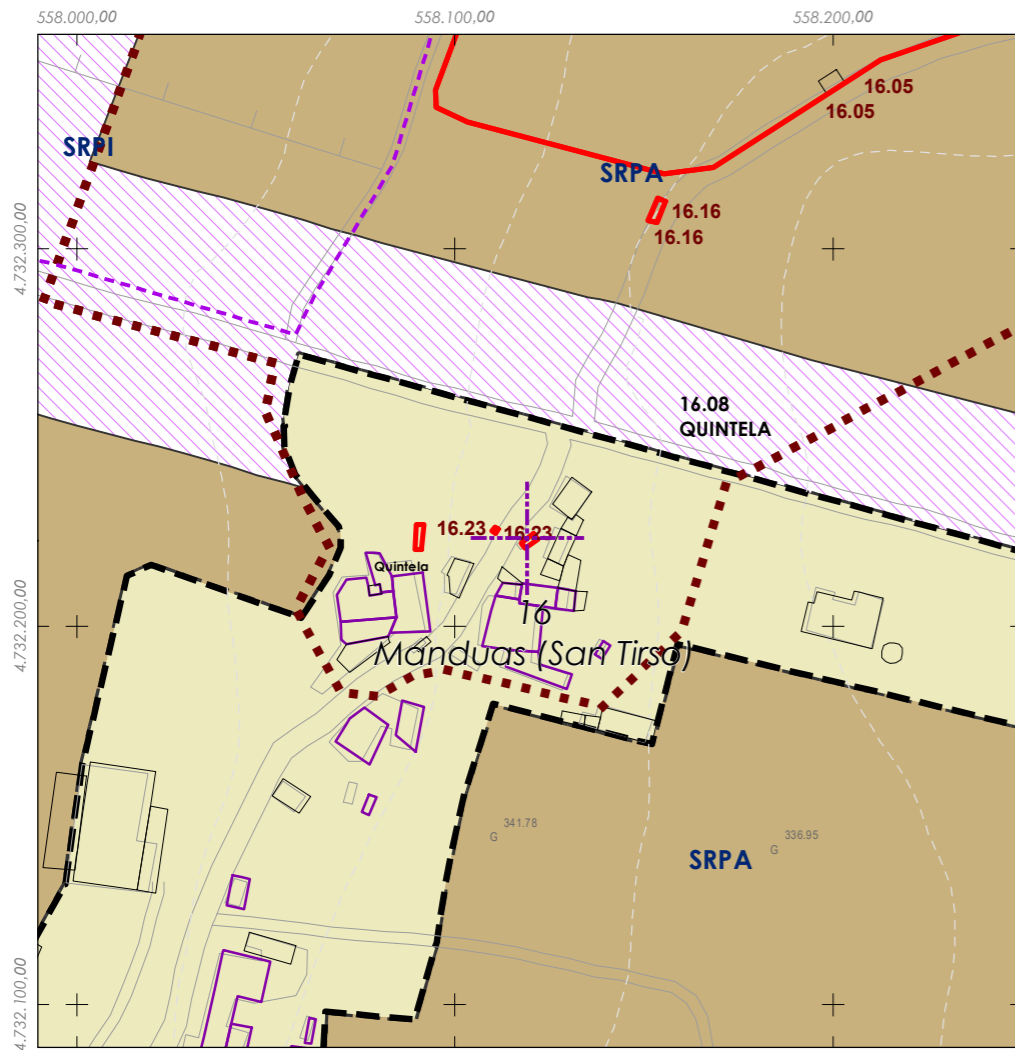 558.000,00
558.100,00
558.200,00
16.05
16.05
SRPI
SRPA
16.16
16.16
4.732.300,00
16.08
QUINTELA
16.23
16.23
Quintela
16
Manduas (San Tirso)
4.732.200,00
341.78
G
336.95
G
SRPA
4.732.100,00